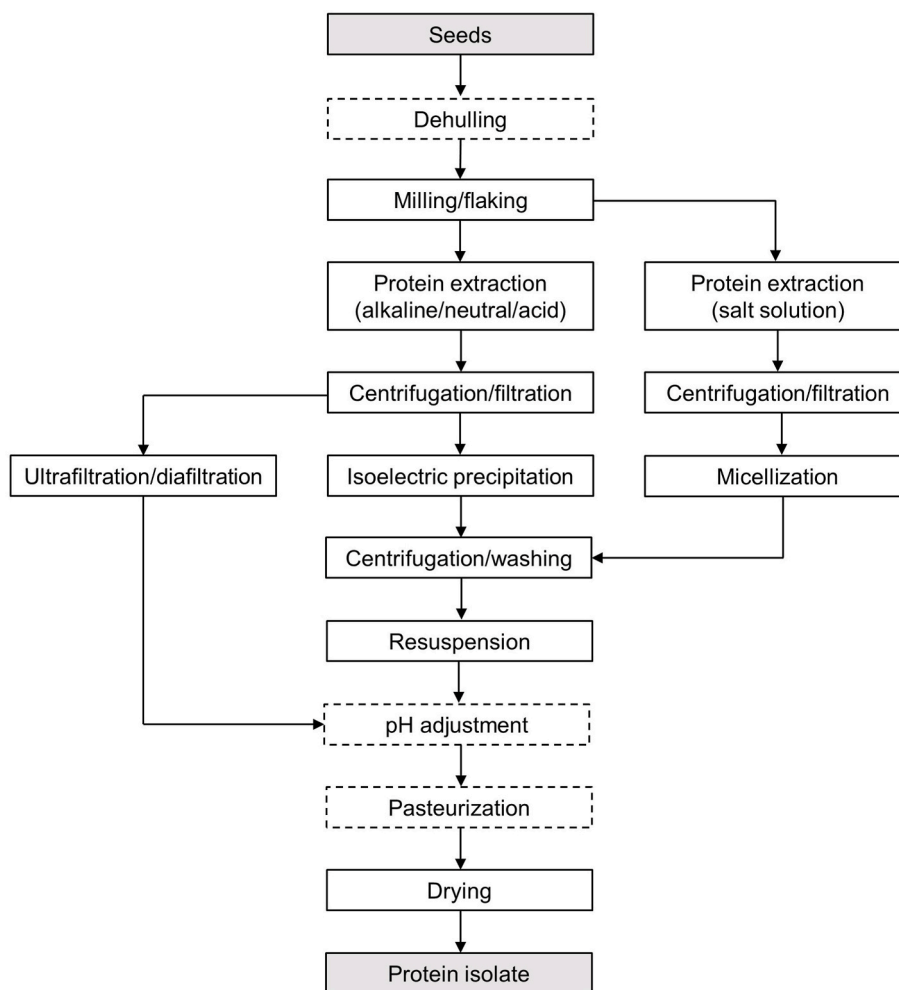 Seeds
Dehulling
Milling/flaking
Protein extraction
(alkaline/neutral/acid)
Protein extraction
(salt solution)
Centrifugation/filtration
Centrifugation/filtration
Ultrafiltration/diafiltration
Isoelectric precipitation
Micellization
Centrifugation/washing
Resuspension
pH adjustment
Pasteurization
Drying
Protein isolate